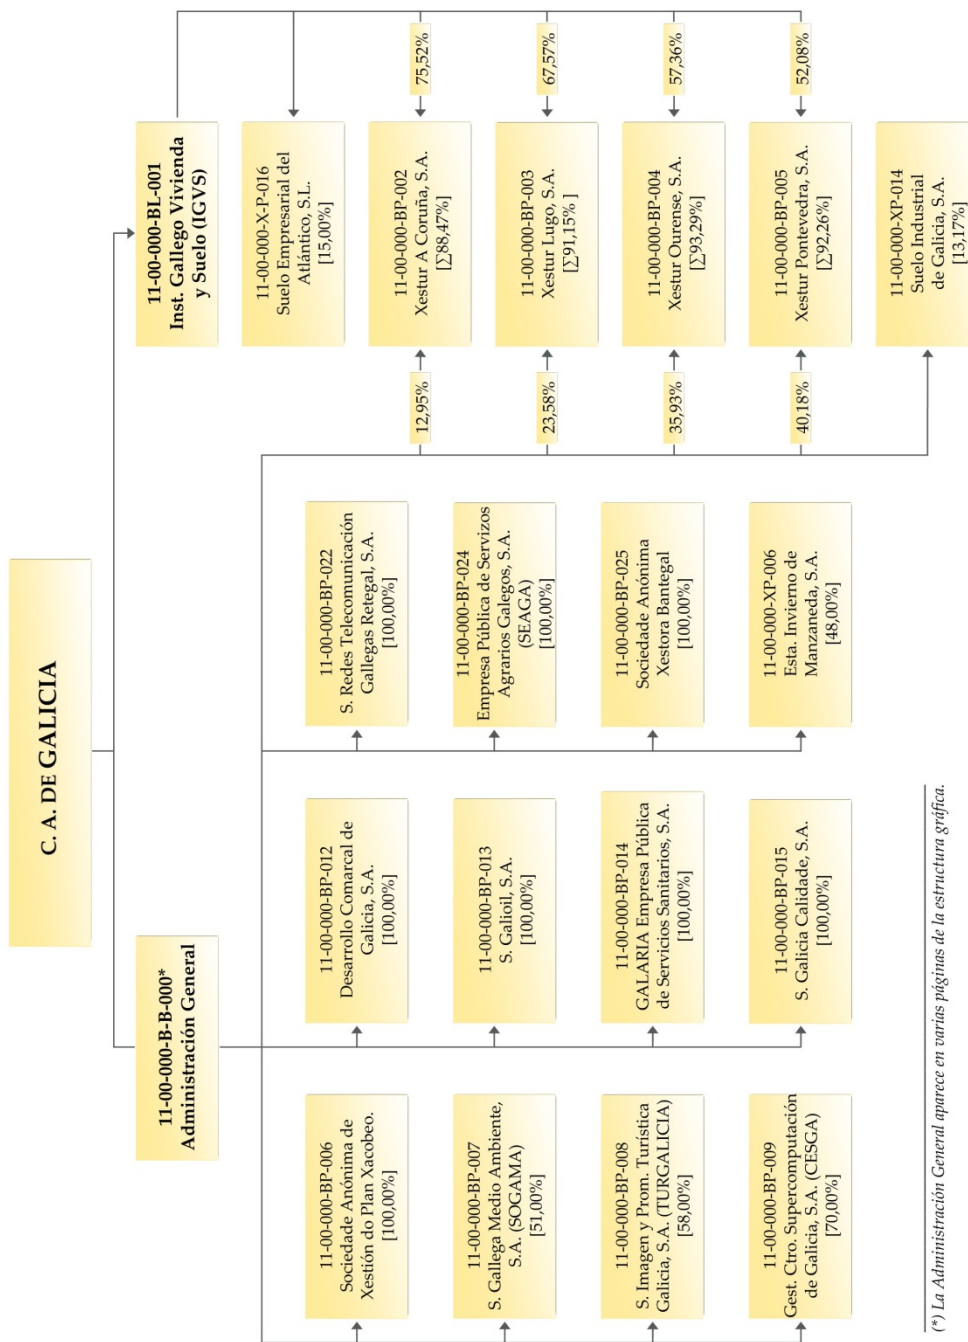 C. A. DE GALICIA
11-00-000-B-B-000*
Administración General
11-00-000-BL-001
Inst. Gallego Vivienda
y Suelo (IGVS)
11-00-000-BP-006
Sociedade Anónima de
Xestión do Plan Xacobeo.
[100,00%]
11-00-000-BP-007
S. Gallega Medio Ambiente,
S.A. (SOGAMA)
[51,00%]
11-00-000-BP-008
S. Imagen y Prom. Turística
Galicia, S.A. (TURGALICIA)
[58,00%]
11-00-000-BP-009
Gest. Ctro. Supercomputación
de Galicia, S.A. (CESGA)
[70,00%]
11-00-000-BP-012
Desarrollo Comarcal de
Galicia, S.A.
[100,00%]
11-00-000-BP-013
S. Galioil, S.A.
[100,00%]
11-00-000-BP-014
GALARIA Empresa Pública
de Servicios Sanitarios, S.A.
[100,00%]
11-00-000-BP-015
S. Galicia Calidade, S.A.
[100,00%]
11-00-000-BP-022
S. Redes Telecomunicación
Gallegas Retegal, S.A.
[100,00%]
11-00-000-BP-024
Empresa Pública de Servizos
Agrarios Galegos, S.A.
(SEAGA)
[100,00%]
11-00-000-BP-025
Sociedade Anónima
Xestora Bantegal
[100,00%]
11-00-000-XP-006
Esta. Invierno de
Manzaneda, S.A.
[48,00%]
11-00-000-X-P-016
Suelo Empresarial del
Atlántico, S.L.
[15,00%]
12,95%
11-00-000-BP-002
Xestur A Coruña, S.A.
[∑88,47%]
75,52%
23,58%
11-00-000-BP-003
Xestur Lugo, S.A.
[∑91,15% ]
67,57%
35,93%
11-00-000-BP-004
Xestur Ourense, S.A.
[∑93,29%]
57,36%
40,18%
11-00-000-BP-005
Xestur Pontevedra, S.A.
[∑92,26%]
52,08%
11-00-000-XP-014
Suelo Industrial
de Galicia, S.A.
[13,17%]
(*) La Administración General aparece en varias páginas de la estructura gráfica.